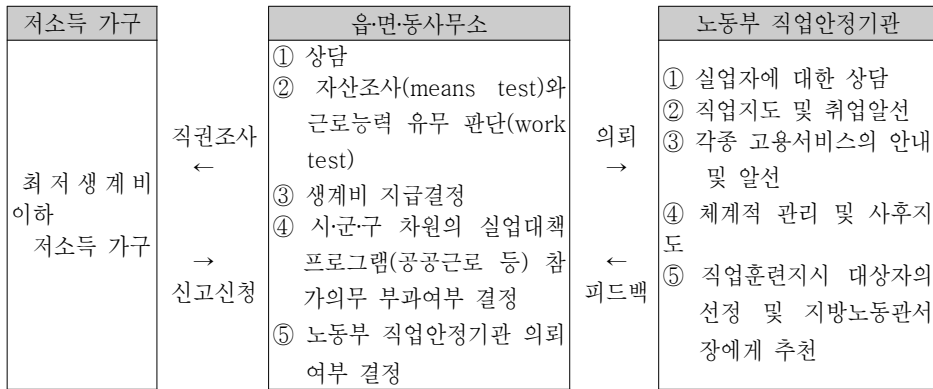 저소득 가구
최저생계비
이하
저소득 가구
직권조사
←
→
신고신청
읍·면·동사무소
① 상담
② 자산조사(means test)와
근로능력 유무 판단(work
test)
③ 생계비 지급결정
④ 시·군·구 차원의 실업대책
프로그램(공공근로 등) 참
가의무 부과여부 결정
⑤ 노동부 직업안정기관 의뢰
여부 결정
의뢰
→
←
피드백
노동부 직업안정기관
① 실업자에 대한 상담
② 직업지도 및 취업알선
③ 각종 고용서비스의 안내
및 알선
④ 체계적 관리 및 사후지
도
⑤ 직업훈련지시 대상자의
선정 및 지방노동관서
장에게 추천